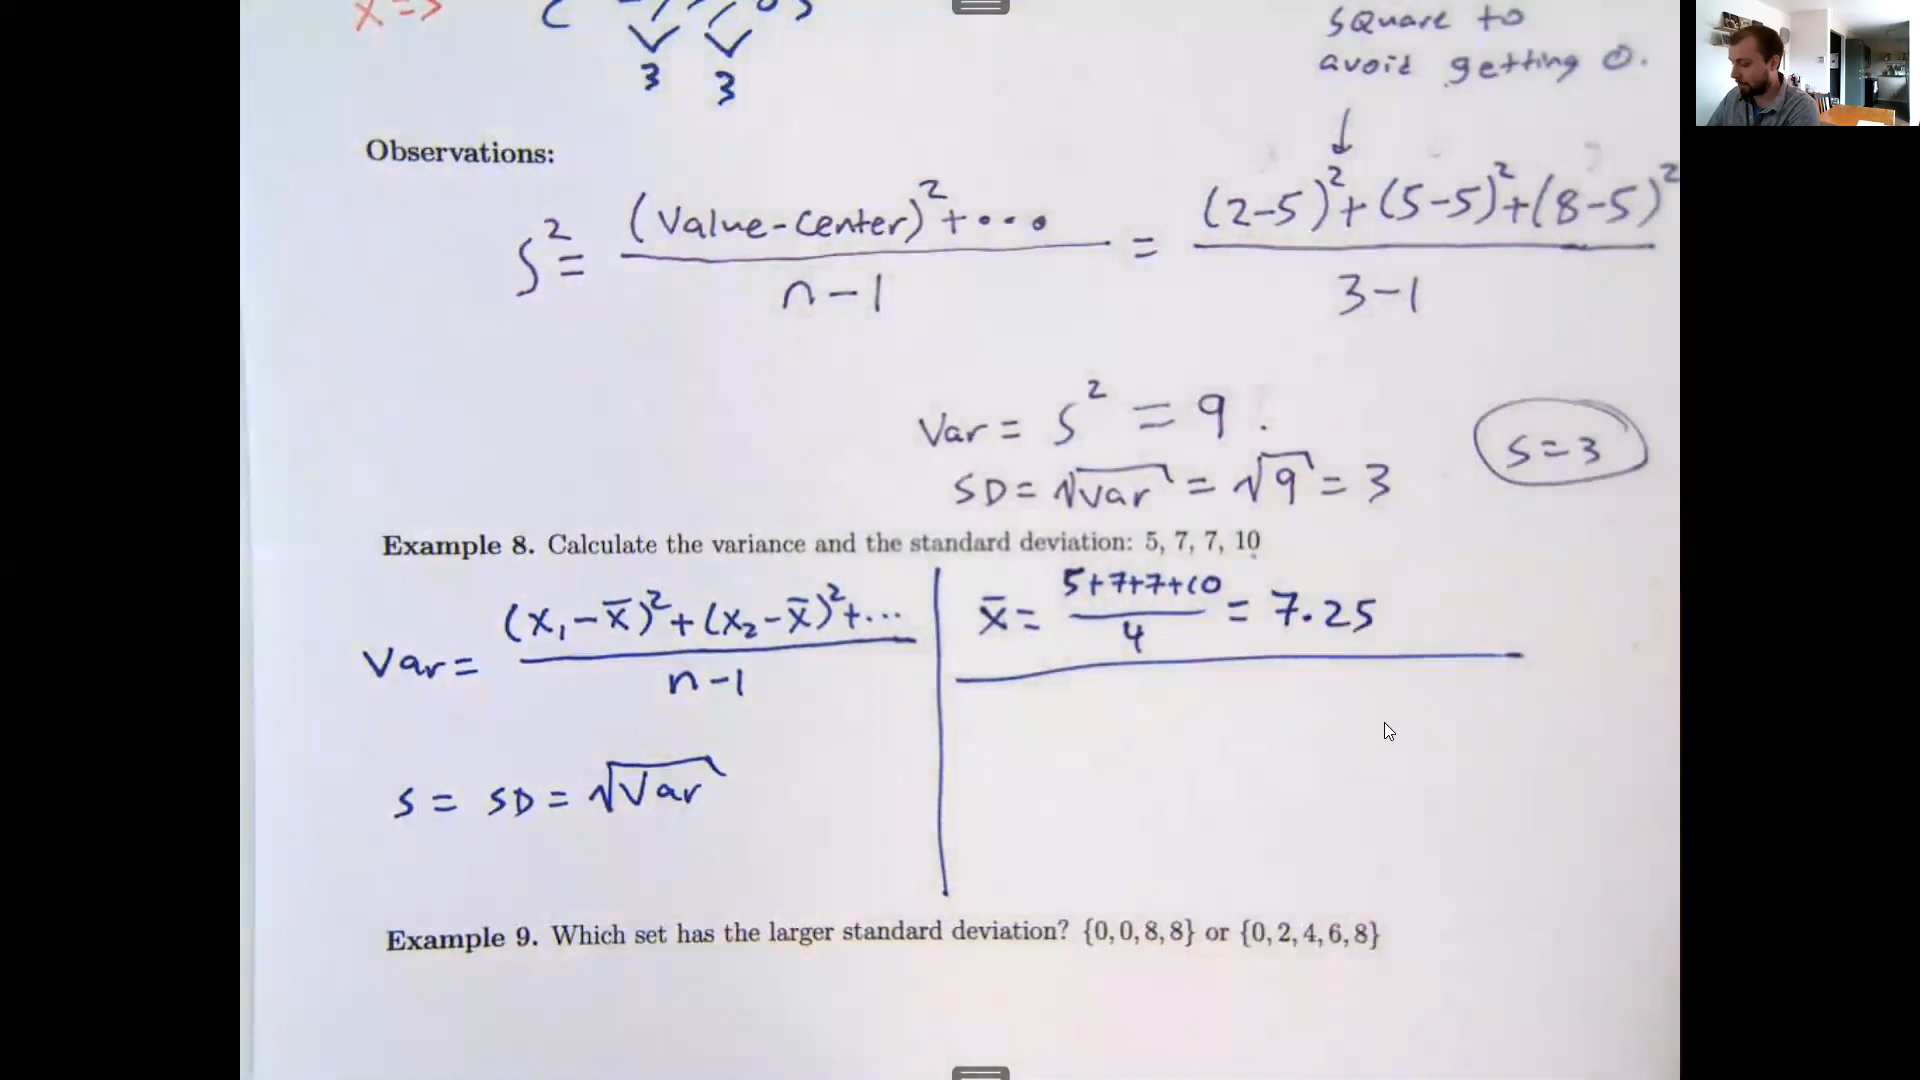 square to
avoid getting 0.
3 3
Observations:
S² = (Value-center)² + ... / n-1 = (2-5)² + (5-5)² + (8-5)² / 3-1
Var = S² = 9.
SD = √Var = √9 = 3
S = 3
Example 8. Calculate the variance and the standard deviation: 5, 7, 7, 10
Var = (x₁-x̄)² + (x₂-x̄)² + ... / n-1
x̄ = 5+7+7+10 / 4 = 7.25
S = SD = √Var
Example 9. Which set has the larger standard deviation? {0, 0, 8, 8} or {0, 2, 4, 6, 8}